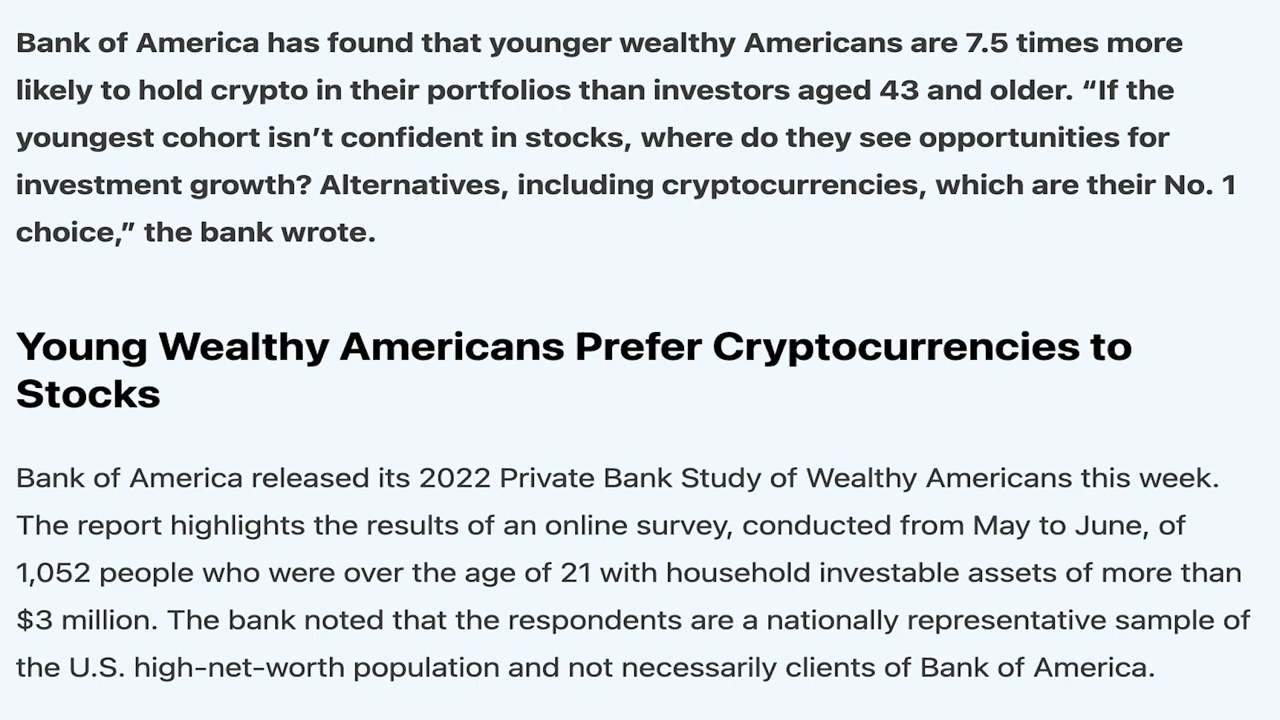 Bank of America has found that younger wealthy Americans are 7.5 times more
likely to hold crypto in their portfolios than investors aged 43 and older. “If the
youngest cohort isn’t confident in stocks, where do they see opportunities for
investment growth? Alternatives, including cryptocurrencies, which are their No. 1
choice,” the bank wrote.
Young Wealthy Americans Prefer Cryptocurrencies to
Stocks
Bank of America released its 2022 Private Bank Study of Wealthy Americans this week.
The report highlights the results of an online survey, conducted from May to June, of
1,052 people who were over the age of 21 with household investable assets of more than
$3 million. The bank noted that the respondents are a nationally representative sample of
the U.S. high-net-worth population and not necessarily clients of Bank of America.